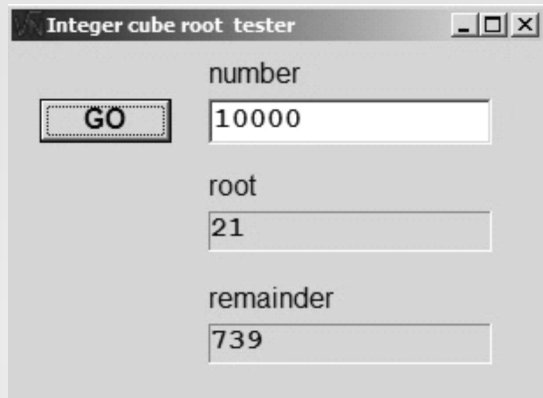 Integer cube root tester
number
GO
10000
root
21
remainder
739